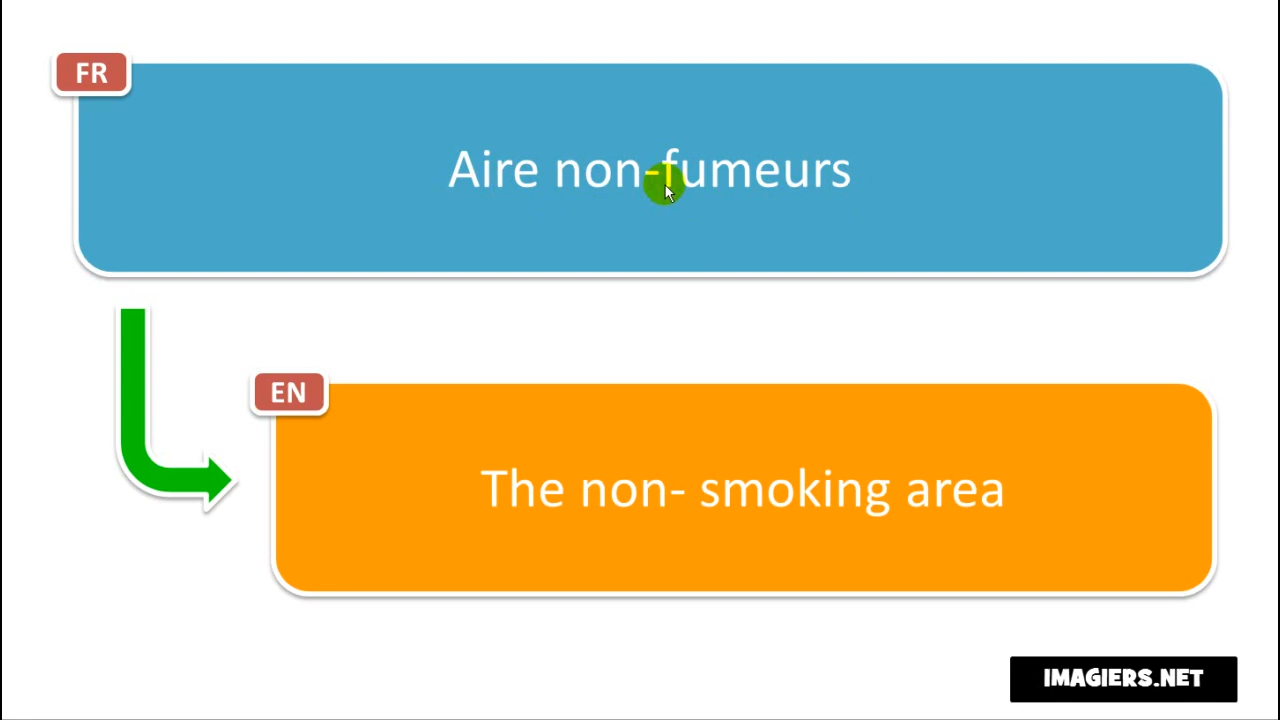 FR
Aire non-fumeurs
EN
The non- smoking area
IMAGIERS.NET